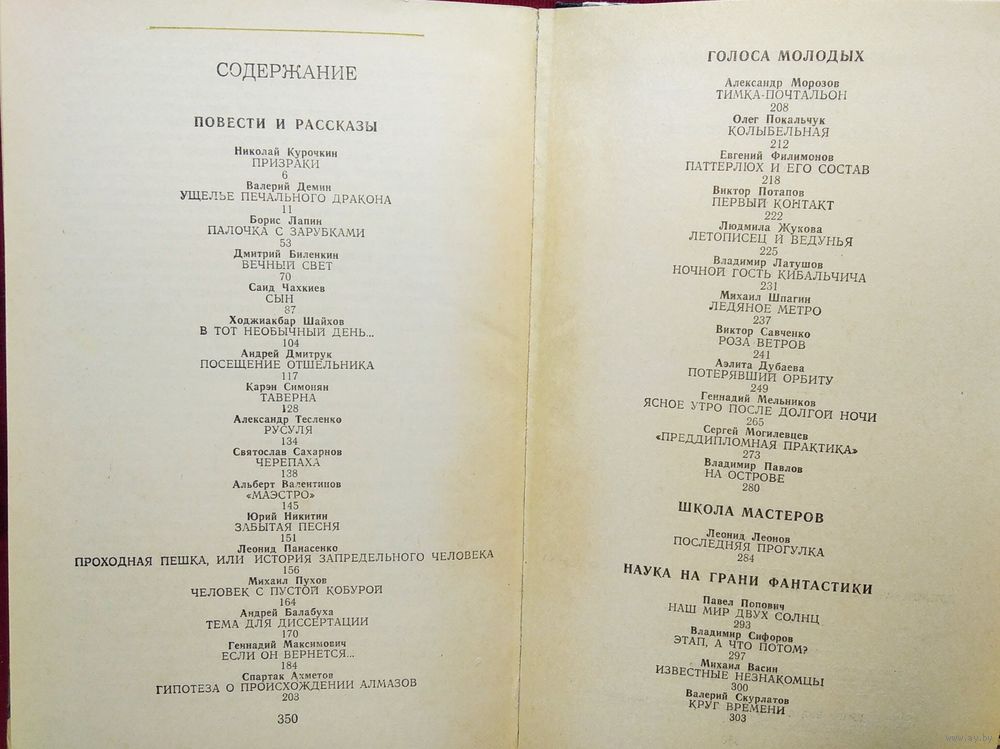 СОДЕРЖАНИЕ
ПОВЕСТИ И РАССКАЗЫ
Николай Курочкин
ПРИЗРАКИ
6
Валерий Демин
УЩЕЛЬЕ ПЕЧАЛЬНОГО ДРАКОНА
11
Борис Лапин
ПАЛОЧКА С ЗАРУБКАМИ
53
Дмитрий Биленкин
ВЕЧНЫЙ СВЕТ
70
Саид Чахкиев
СЫН
87
Ходжиакбар Шайхов
В ТОТ НЕОБЫЧНЫЙ ДЕНЬ...
104
Андрей Дмитрук
ПОСЕЩЕНИЕ ОТШЕЛЬНИКА
117
Карэн Симонян
ТАВЕРНА
128
Александр Тесленко
РУСУЛЯ
134
Святослав Сахарнов
ЧЕРЕПАХА
138
Альберт Валентинов
«МАЭСТРО»
145
Юрий Никитин
ЗАБЫТАЯ ПЕСНЯ
151
Леонид Панасенко
ПРОХОДНАЯ ПЕШКА, ИЛИ ИСТОРИЯ ЗАПРЕДЕЛЬНОГО ЧЕЛОВЕКА
156
Михаил Пухов
ЧЕЛОВЕК С ПУСТОЙ КОБУРОЙ
164
Андрей Балабуха
ТЕМА ДЛЯ ДИССЕРТАЦИИ
170
Геннадий Максимович
ЕСЛИ ОН ВЕРНЕТСЯ...
184
Спартак Ахметов
ГИПОТЕЗА О ПРОИСХОЖДЕНИИ АЛМАЗОВ
203
350
ГОЛОСА МОЛОДЫХ
Александр Морозов
ТИМКА-ПОЧТАЛЬОН
208
Олег Покальчук
КОЛЫБЕЛЬНАЯ
212
Евгений Филимонов
ПАТТЕРЛЮХ И ЕГО СОСТАВ
218
Виктор Потапов
ПЕРВЫЙ КОНТАКТ
222
Людмила Жукова
ЛЕТОПИСЕЦ И ВЕДУНЬЯ
225
Владимир Латушов
НОЧНОЙ ГОСТЬ КИБАЛЬЧИЧА
231
Михаил Шпагин
ЛЕДЯНОЕ МЕТРО
237
Виктор Савченко
РОЗА ВЕТРОВ
241
Аэлита Дубаева
ПОТЕРЯВШИЙ ОРБИТУ
249
Геннадий Мельников
ЯСНОЕ УТРО ПОСЛЕ ДОЛГОЙ НОЧИ
265
Сергей Могилевцев
«ПРЕДДИПЛОМНАЯ ПРАКТИКА»
273
Владимир Павлов
НА ОСТРОВЕ
280
ШКОЛА МАСТЕРОВ
Леонид Леонов
ПОСЛЕДНЯЯ ПРОГУЛКА
284
НАУКА НА ГРАНИ ФАНТАСТИКИ
Павел Попович
НАШ МИР ДВУХ СОЛНЦ
293
Владимир Сифоров
ЭТАП, А ЧТО ПОТОМ?
297
Михаил Васин
ИЗВЕСТНЫЕ НЕЗНАКОМЦЫ
300
Валерий Скурлатов
КРУГ ВРЕМЕНИ
303
www.ay.by